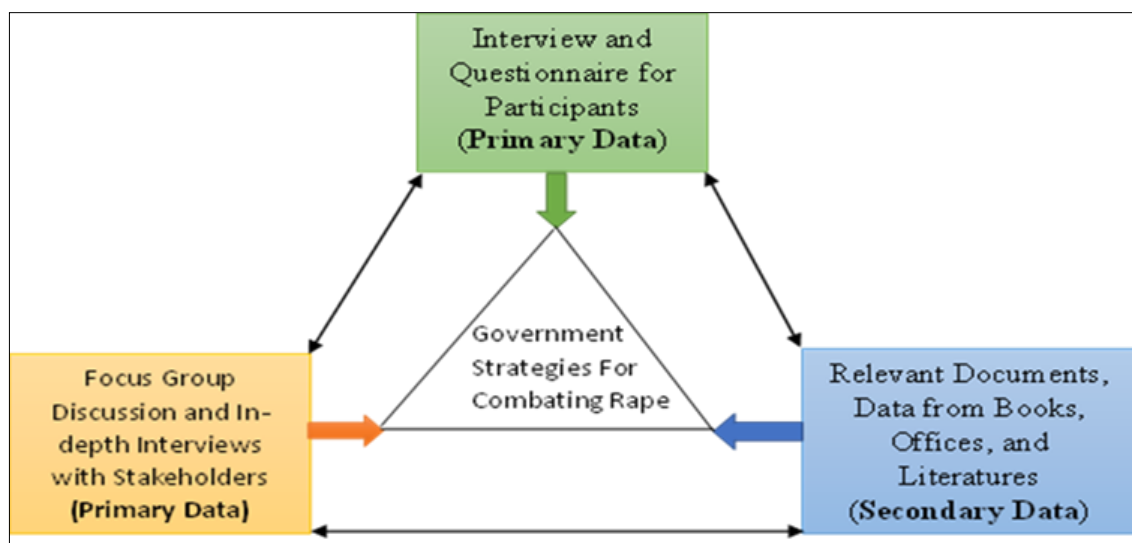 Interview and
Questionnaire for
Participants
(Primary Data)
Government
Strategies For
Combating Rape
Focus Group
Discussion and In-
depth Interviews
with Stakeholders
(Primary Data)
Relevant Documents,
Data from Books,
Offices, and
Literatures
(Secondary Data)